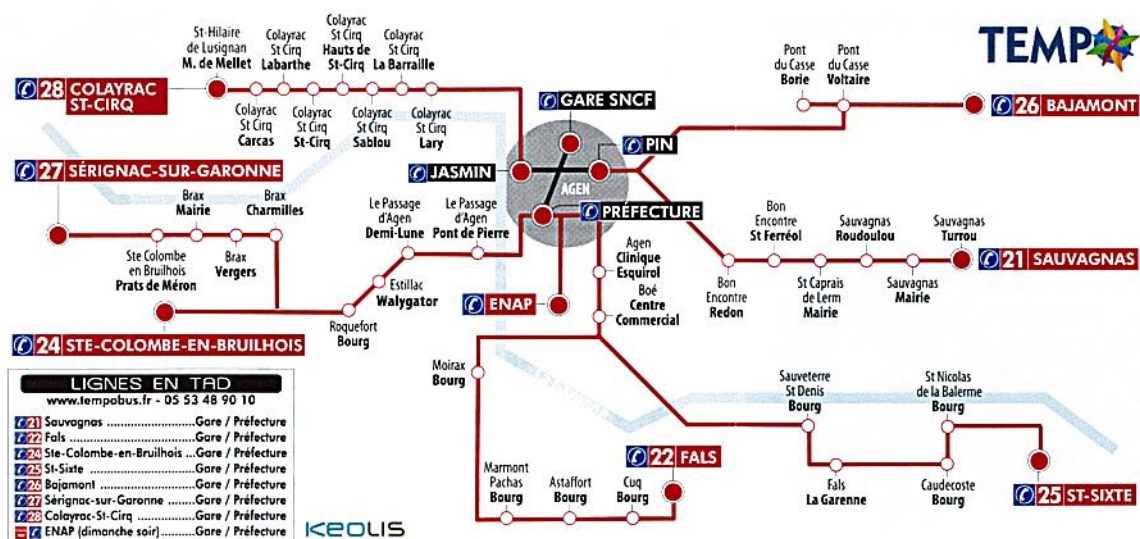 TEMPO
28 COLAYRAC
ST-CIRQ
St-Hilaire
de Lusignan
M. de Mellet
Colayrac
St Cirq
Carcas
Colayrac
St Cirq
Labarthe
Colayrac
St Cirq
St-Cirq
Colayrac
St Cirq
Hauts de
St-Cirq
Colayrac
St Cirq
Sablou
Colayrac
St Cirq
La Barraille
Colayrac
St Cirq
Lary
GARE SNCF
PIN
JASMIN
AGEN
PRÉFECTURE
Pont
du Casse
Borie
Pont
du Casse
Voltaire
26 BAJAMONT
27 SÉRIGNAC-SUR-GARONNE
Ste Colombe
en Bruilhois
Prats de Méron
Brax
Mairie
Brax
Vergers
Brax
Charmilles
Le Passage
d'Agen
Demi-Lune
Le Passage
d'Agen
Pont de Pierre
Estillac
Walygator
Roquefort
Bourg
24 STE-COLOMBE-EN-BRUILHOIS
ENAP
Agen
Clinique
Esquirol
Boé
Centre
Commercial
Bon
Encontre
Redon
Bon
Encontre
St Ferréol
St Caprais
de Lerm
Mairie
Sauvagnas
Roudoulou
Sauvagnas
Mairie
Sauvagnas
Turrou
21 SAUVAGNAS
Moirax
Bourg
Marmont
Pachas
Bourg
Astaffort
Bourg
Cuq
Bourg
22 FALS
Sauveterre
St Denis
Bourg
Fals
La Garenne
St Nicolas
de la Balerme
Bourg
Caudecoste
Bourg
25 ST-SIXTE
LIGNES EN TAD
www.tempobus.fr - 05 53 48 90 10
21 Sauvagnas ........................Gare / Préfecture
22 Fals ....................................Gare / Préfecture
24 Ste-Colombe-en-Bruilhois ...Gare / Préfecture
25 St-Sixte ..............................Gare / Préfecture
26 Bajamont ...........................Gare / Préfecture
27 Sérignac-sur-Garonne ........Gare / Préfecture
28 Colayrac-St-Cirq ................Gare / Préfecture
ENAP (dimanche soir)..........Gare / Préfecture
KEOLIS